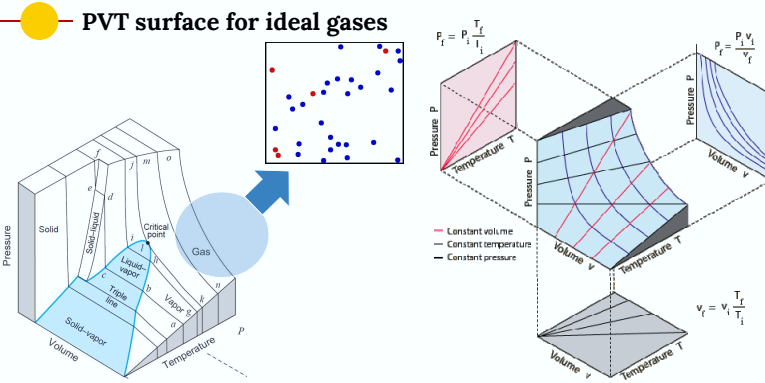 PVT surface for ideal gases
P_f = P_i T_f / T_i
P_f = P_i v_i / v_f
Pressure P
Temperature T
Pressure P
Volume v
Pressure P
Volume v
Temperature T
Constant volume
Constant temperature
Constant pressure
Volume v
Temperature T
v_f = v_i T_f / T_i
f
j
m
o
e
d
Solid
Solid–liquid
Critical
point
Gas
Pressure
i
l
h
Liquid–
vapor
c
b
n
Triple
line
Vapor
g
k
a
Solid–vapor
P
Volume
Temperature